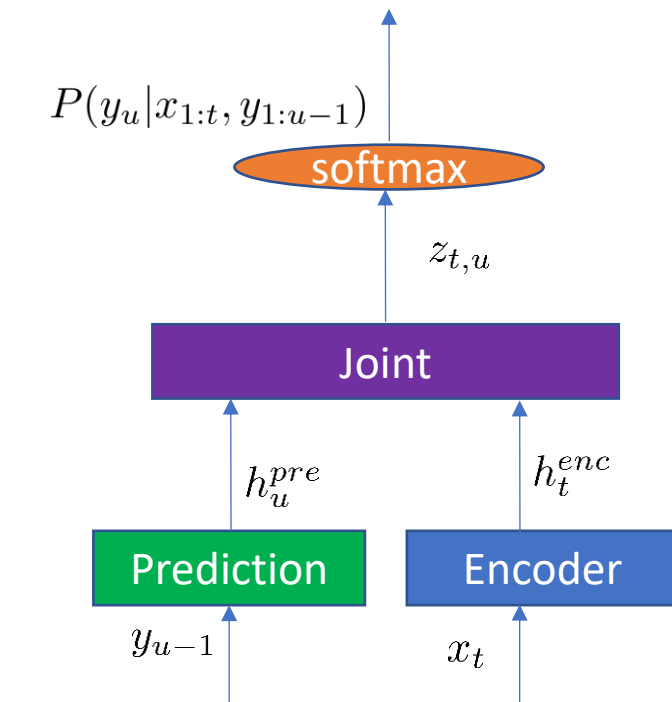 P(y_u|x_{1:t}, y_{1:u−1})
softmax
z_{t,u}
Joint
h_u^{pre} h_t^{enc}
Prediction Encoder
y_{u−1} x_t